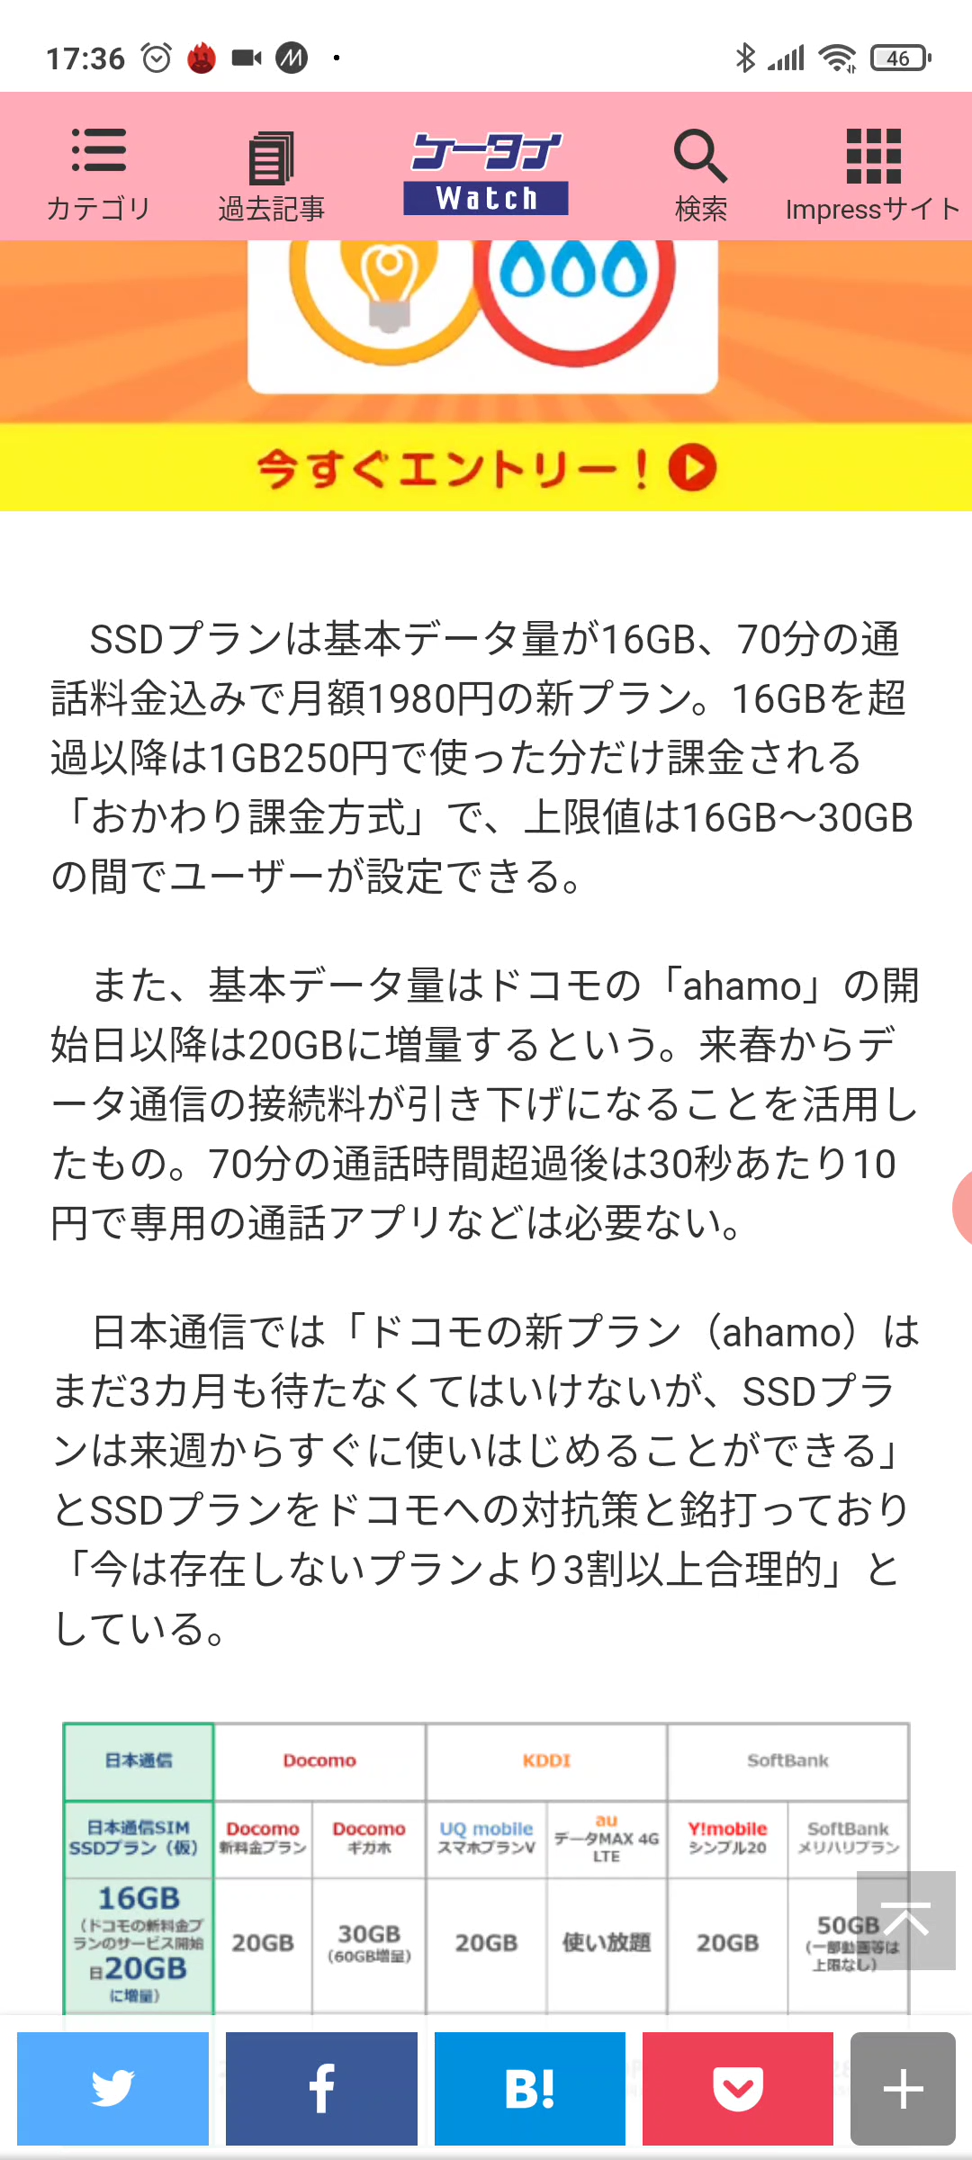 17:36
46
カテゴリ
過去記事
ケータイ
Watch
検索
Impressサイト
今すぐエントリー！
SSDプランは基本データ量が16GB、70分の通
話料金込みで月額1980円の新プラン。16GBを超
過以降は1GB250円で使った分だけ課金される
「おかわり課金方式」で、上限値は16GB～30GB
の間でユーザーが設定できる。
また、基本データ量はドコモの「ahamo」の開
始日以降は20GBに増量するという。来春からデ
ータ通信の接続料が引き下げになることを活用し
たもの。70分の通話時間超過後は30秒あたり10
円で専用の通話アプリなどは必要ない。
日本通信では「ドコモの新プラン（ahamo）は
まだ3カ月も待たなくてはいけないが、SSDプラ
ンは来週からすぐに使いはじめることができる」
とSSDプランをドコモへの対抗策と銘打っており
「今は存在しないプランより3割以上合理的」と
している。
日本通信 Docomo KDDI SoftBank
日本通信SIM
SSDプラン（仮）
Docomo
新料金プラン
Docomo
ギガホ
UQ mobile
スマホプランV
au
データMAX 4G
LTE
Y!mobile
シンプル20
SoftBank
メリハリプラン
16GB
（ドコモの新料金プ
ランのサービス開始
日20GB
に増量）
20GB
30GB
（60GB増量）
20GB
使い放題
20GB
50GB
（一部動画等は
上限なし）
B!